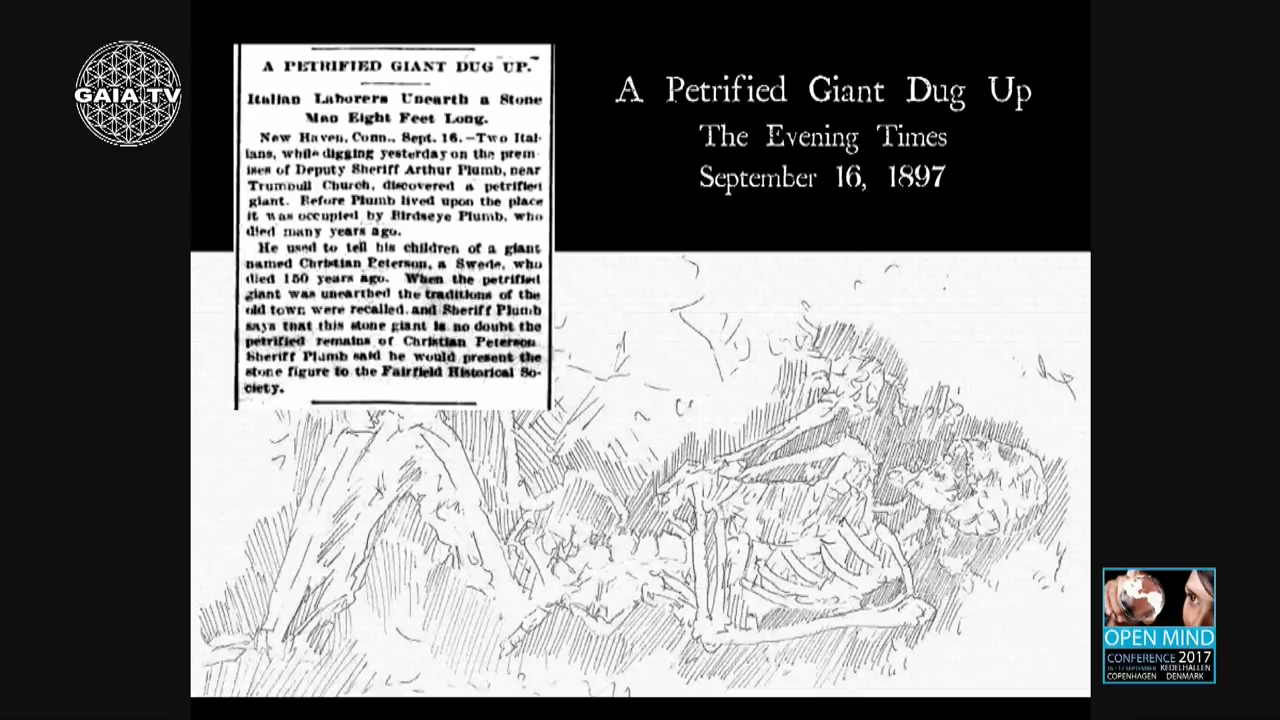 GAIA TV
A PETRIFIED GIANT DUG UP.
Italian Laborers Unearth a Stone
Man Eight Feet Long.
New Haven, Conn., Sept. 16.—Two Ital-
ians, while digging yesterday on the prem-
ises of Deputy Sheriff Arthur Plumb, near
Trumbull Church, discovered a petrified
giant. Before Plumb lived upon the place
it was occupied by Birdseye Plumb, who
died many years ago.
He used to tell his children of a giant
named Christian Peterson, a Swede, who
died 150 years ago. When the petrified
giant was unearthed the traditions of the
old town were recalled, and Sheriff Plumb
says that this stone giant is no doubt the
petrified remains of Christian Peterson.
Sheriff Plumb said he would present the
stone figure to the Fairfield Historical So-
ciety.
A Petrified Giant Dug Up
The Evening Times
September 16, 1897
OPEN MIND
CONFERENCE 2017
16 - 17 SEPTEMBER KEDELHALLEN
COPENHAGEN DENMARK